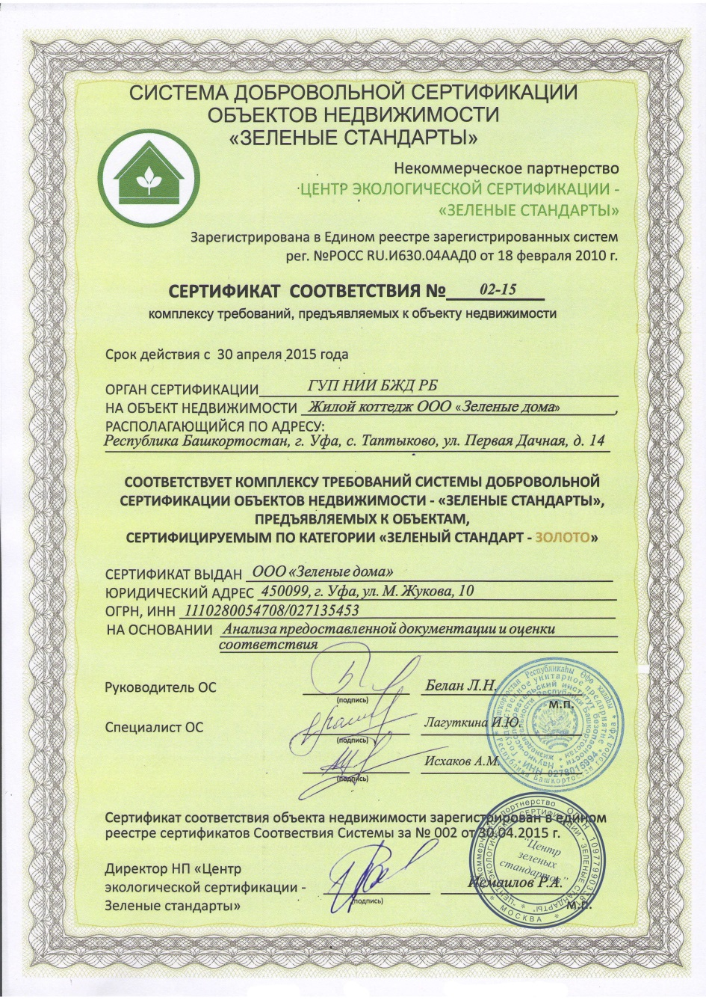 СИСТЕМА ДОБРОВОЛЬНОЙ СЕРТИФИКАЦИИ
ОБЪЕКТОВ НЕДВИЖИМОСТИ
«ЗЕЛЕНЫЕ СТАНДАРТЫ»
Некоммерческое партнерство
ЦЕНТР ЭКОЛОГИЧЕСКОЙ СЕРТИФИКАЦИИ -
«ЗЕЛЕНЫЕ СТАНДАРТЫ»
Зарегистрирована в Едином реестре зарегистрированных систем
рег. №РОСС RU.И630.04ААД0 от 18 февраля 2010 г.
СЕРТИФИКАТ СООТВЕТСТВИЯ № 02-15
комплексу требований, предъявляемых к объекту недвижимости
Срок действия с 30 апреля 2015 года
ОРГАН СЕРТИФИКАЦИИ ГУП НИИ БЖД РБ
НА ОБЪЕКТ НЕДВИЖИМОСТИ Жилой коттедж ООО «Зеленые дома» ,
РАСПОЛАГАЮЩИЙСЯ ПО АДРЕСУ:
Республика Башкортостан, г. Уфа, с. Таптыково, ул. Первая Дачная, д. 14
СООТВЕТСТВУЕТ КОМПЛЕКСУ ТРЕБОВАНИЙ СИСТЕМЫ ДОБРОВОЛЬНОЙ
СЕРТИФИКАЦИИ ОБЪЕКТОВ НЕДВИЖИМОСТИ - «ЗЕЛЕНЫЕ СТАНДАРТЫ»,
ПРЕДЪЯВЛЯЕМЫХ К ОБЪЕКТАМ,
СЕРТИФИЦИРУЕМЫМ ПО КАТЕГОРИИ «ЗЕЛЕНЫЙ СТАНДАРТ - ЗОЛОТО»
СЕРТИФИКАТ ВЫДАН ООО «Зеленые дома»
ЮРИДИЧЕСКИЙ АДРЕС 450099, г. Уфа, ул. М. Жукова, 10
ОГРН, ИНН 1110280054708/027135453
НА ОСНОВАНИИ Анализа предоставленной документации и оценки
соответствия
Руководитель ОС Белан Л.Н.
(подпись) М.П.
Специалист ОС Лагуткина И.Ю
(подпись)
Исхаков А.М.
(подпись)
ИНН 0278015994
Сертификат соответствия объекта недвижимости зарегистрирован в едином
реестре сертификатов Соотвествия Системы за № 002 от 30.04.2015 г.
"Центр
зеленых
стандартов"
МОСКВА
Директор НП «Центр
экологической сертификации - Исмаилов Р.А.
Зеленые стандарты» (подпись) М.П.